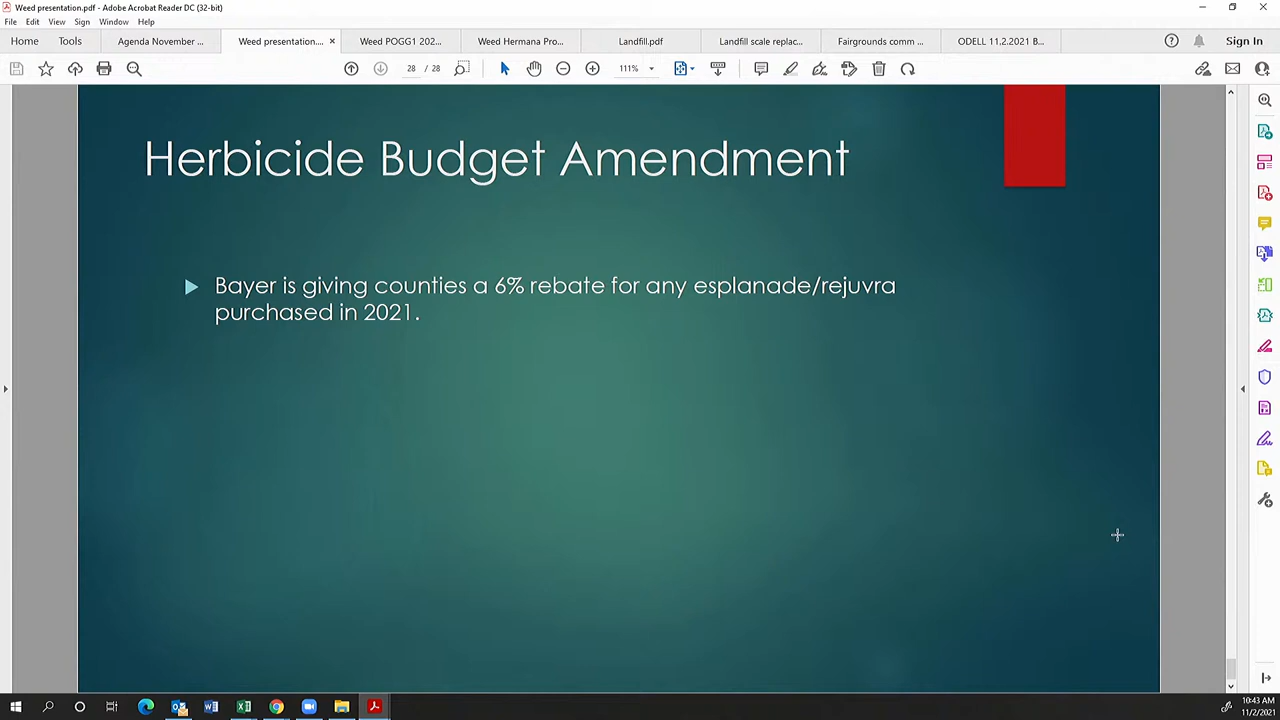 Weed presentation.pdf - Adobe Acrobat Reader DC (32-bit)
File Edit View Sign Window Help
Home Tools Agenda November ... Weed presentation.... × Weed POGG1 202... Weed Hermana Pro... Landfill.pdf Landfill scale replac... Fairgrounds comm ... ODELL 11.2.2021 B... Sign In
28 / 28 111%
Herbicide Budget Amendment
Bayer is giving counties a 6% rebate for any esplanade/rejuvra
purchased in 2021.
10:43 AM
11/2/2021